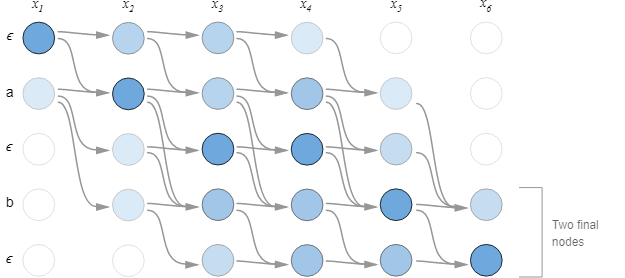 x₁ x₂ x₃ x₄ x₅ x₆
ϵ
a
ϵ
b
ϵ
Two final
nodes